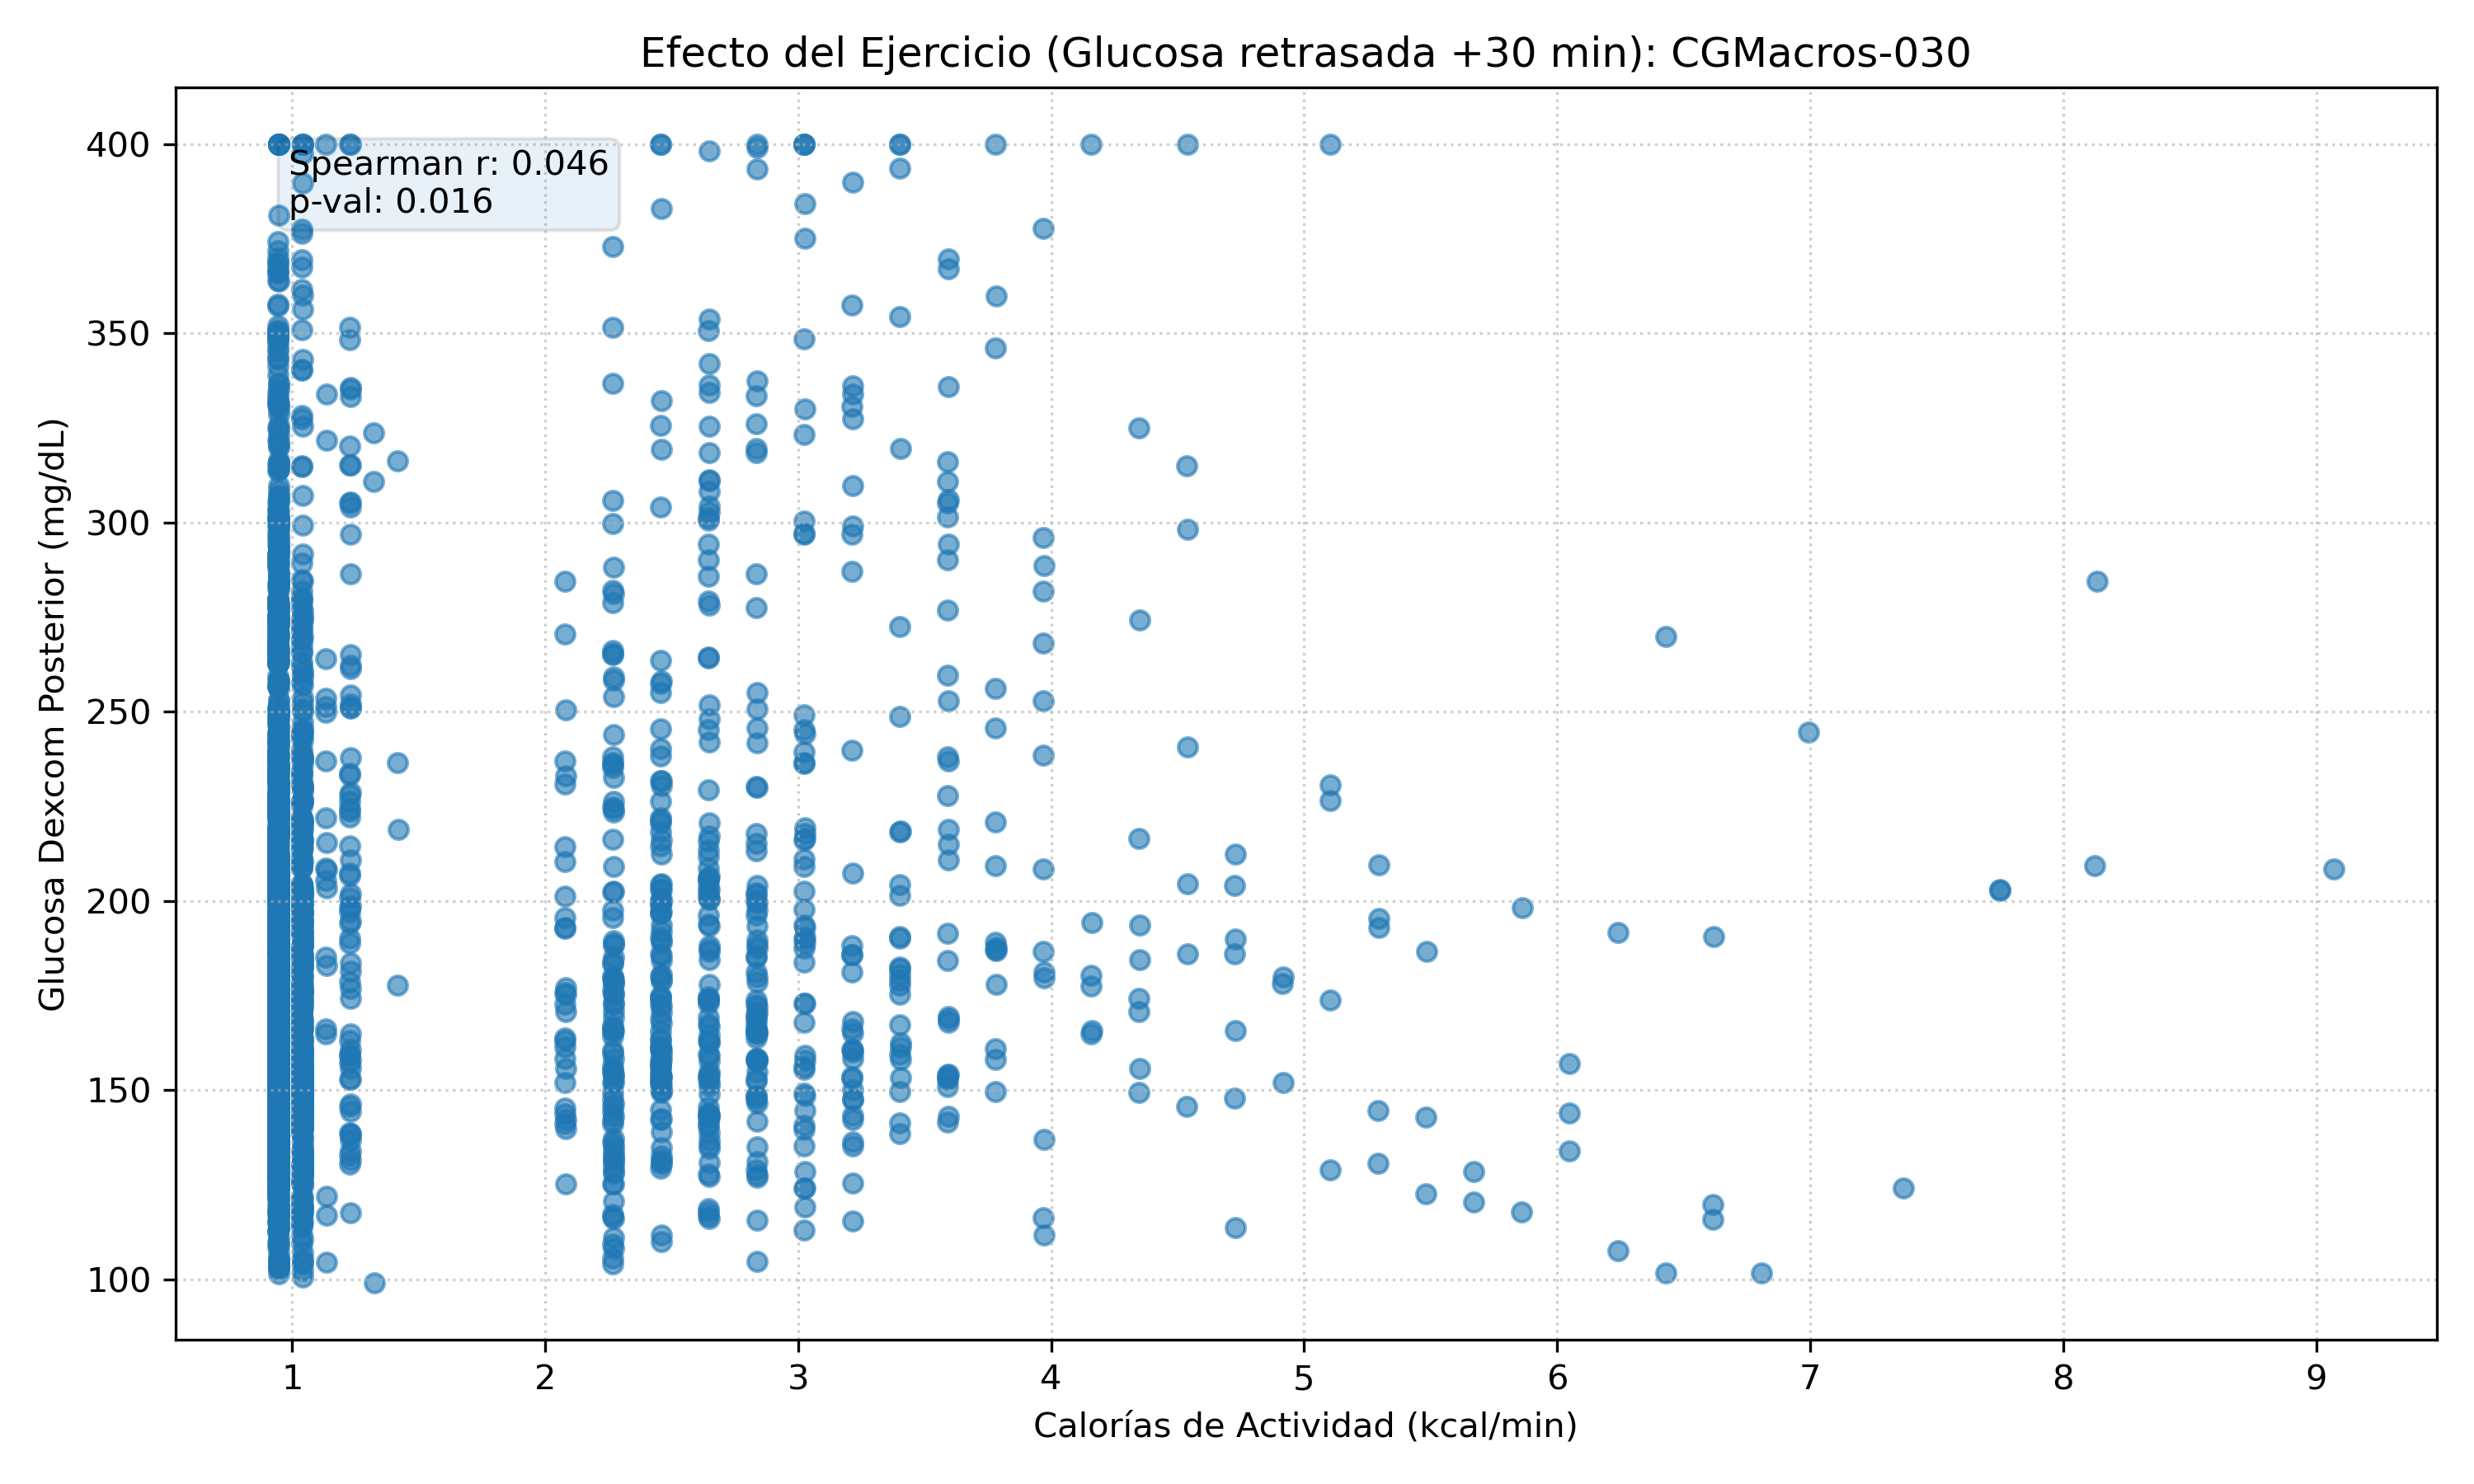 Efecto del Ejercicio (Glucosa retrasada +30 min): CGMacros-030
Glucosa Dexcom Posterior (mg/dL)
400
350
300
250
200
150
100
Spearman r: 0.046
p-val: 0.016
1 2 3 4 5 6 7 8 9
Calorías de Actividad (kcal/min)